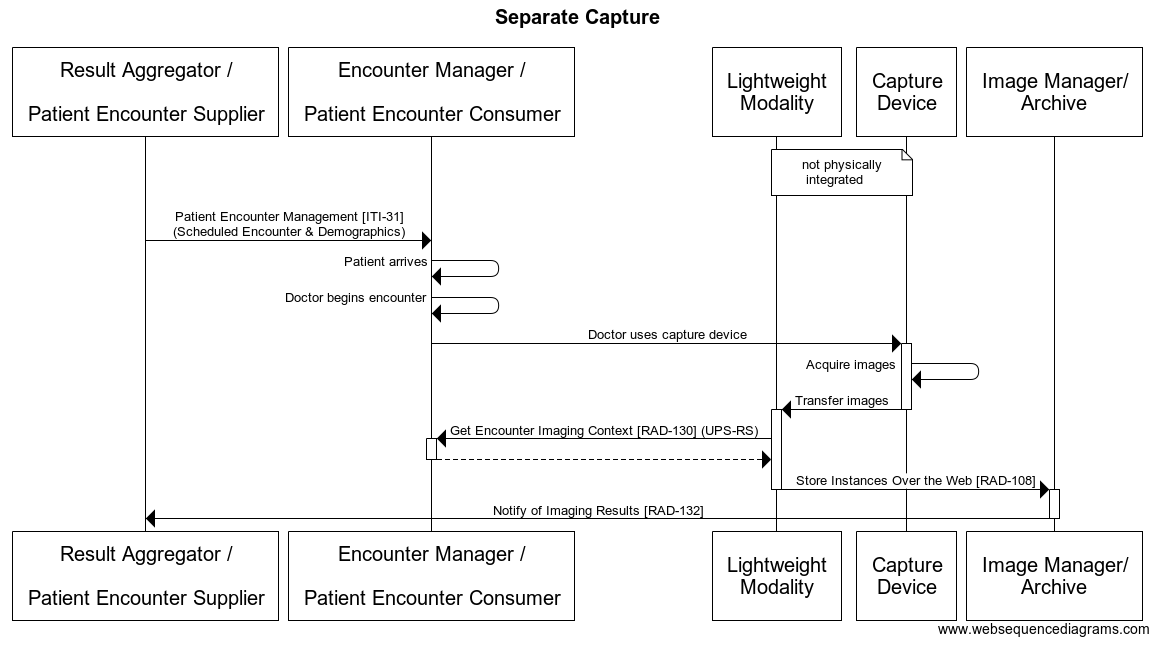 Separate Capture
Result Aggregator /
Patient Encounter Supplier
Encounter Manager /
Patient Encounter Consumer
Lightweight
Modality
Capture
Device
Image Manager/
Archive
not physically
integrated
Patient Encounter Management [ITI-31]
(Scheduled Encounter & Demographics)
Patient arrives
Doctor begins encounter
Doctor uses capture device
Acquire images
Transfer images
Get Encounter Imaging Context [RAD-130] (UPS-RS)
Store Instances Over the Web [RAD-108]
Notify of Imaging Results [RAD-132]
Result Aggregator /
Patient Encounter Supplier
Encounter Manager /
Patient Encounter Consumer
Lightweight
Modality
Capture
Device
Image Manager/
Archive
www.websequencediagrams.com